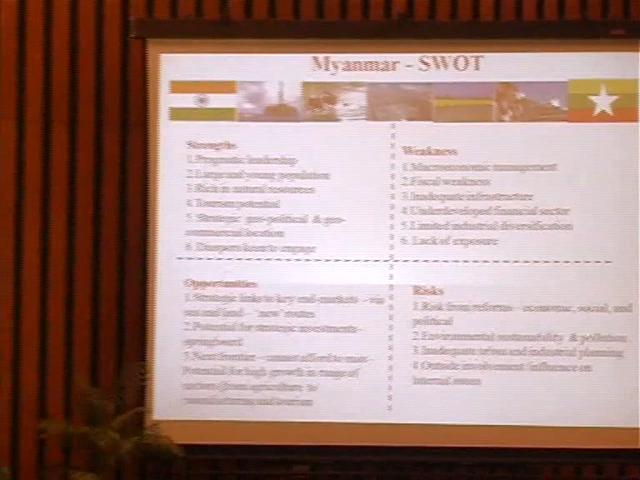 Myanmar - SWOT
Strengths
1.Pragmatic leadership
2.Large and young population
3.Rich in natural resources
4. Tourism potential
5. Strategic geo-political & geo-
commercial location
6. Diaspora keen to engage
Weakness
1.Macroeconomic management
2.Fiscal weakness
3.Inadequate infrastructure
4.Underdeveloped financial sector
5.Limited industrial diversification
6. Lack of exposure
Opportunities
1.Strategic links to key end-markets - via
sea and land - 'new' routes
2.Potential for strategic investments -
springboard
3.Next frontier - cannot afford to miss-
Potential for high growth in range of
sectors from agriculture to
manufacturing and tourism
Risks
1.Risk from reforms - economic, social, and
political
2.Environmental sustainability & pollution
3.Inadequate urban and industrial planning
4.Outside involvement/influence on
internal issues